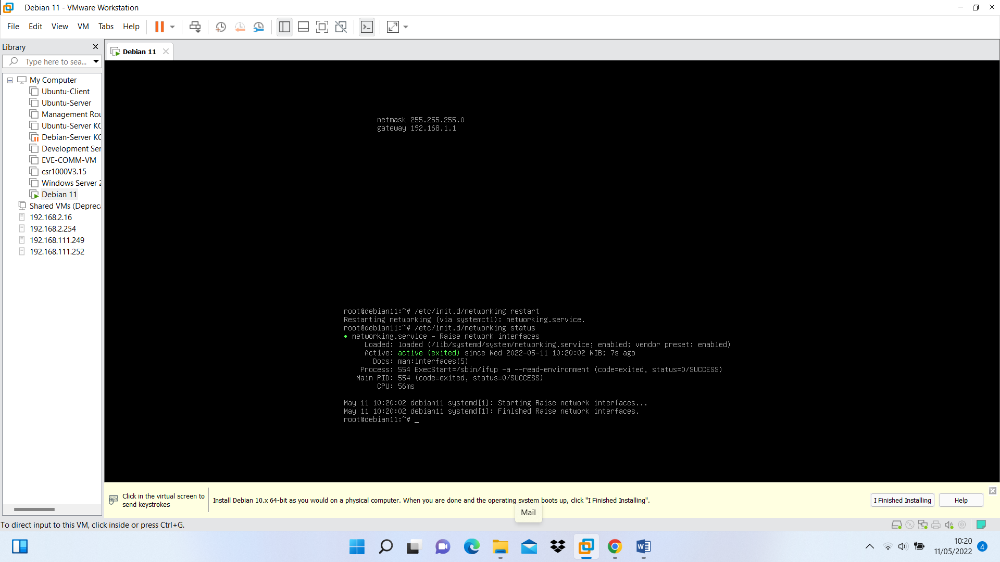 Debian 11 - VMware Workstation
File Edit View VM Tabs Help
Library
Type here to sea...
My Computer
Ubuntu-Client
Ubuntu-Server
Management Rou
Ubuntu-Server KC
Debian-Server KC
Development Ser
EVE-COMM-VM
csr1000V3.15
Windows Server 2
Debian 11
Shared VMs (Depreca
192.168.2.16
192.168.2.254
192.168.111.249
192.168.111.252
Debian 11
netmask 255.255.255.0
gateway 192.168.1.1
root@debian11:~# /etc/init.d/networking restart
Restarting networking (via systemctl): networking.service.
root@debian11:~# /etc/init.d/networking status
● networking.service - Raise network interfaces
Loaded: loaded (/lib/systemd/system/networking.service; enabled; vendor preset: enabled)
Active: active (exited) since Wed 2022-05-11 10:20:02 WIB; 7s ago
Docs: man:interfaces(5)
Process: 554 ExecStart=/sbin/ifup -a --read-environment (code=exited, status=0/SUCCESS)
Main PID: 554 (code=exited, status=0/SUCCESS)
CPU: 56ms
May 11 10:20:02 debian11 systemd[1]: Starting Raise network interfaces...
May 11 10:20:02 debian11 systemd[1]: Finished Raise network interfaces.
root@debian11:~# _
Click in the virtual screen to
send keystrokes
Install Debian 10.x 64-bit as you would on a physical computer. When you are done and the operating system boots up, click "I Finished Installing".
I Finished Installing
Help
Mail
To direct input to this VM, click inside or press Ctrl+G.
10:20
11/05/2022
4